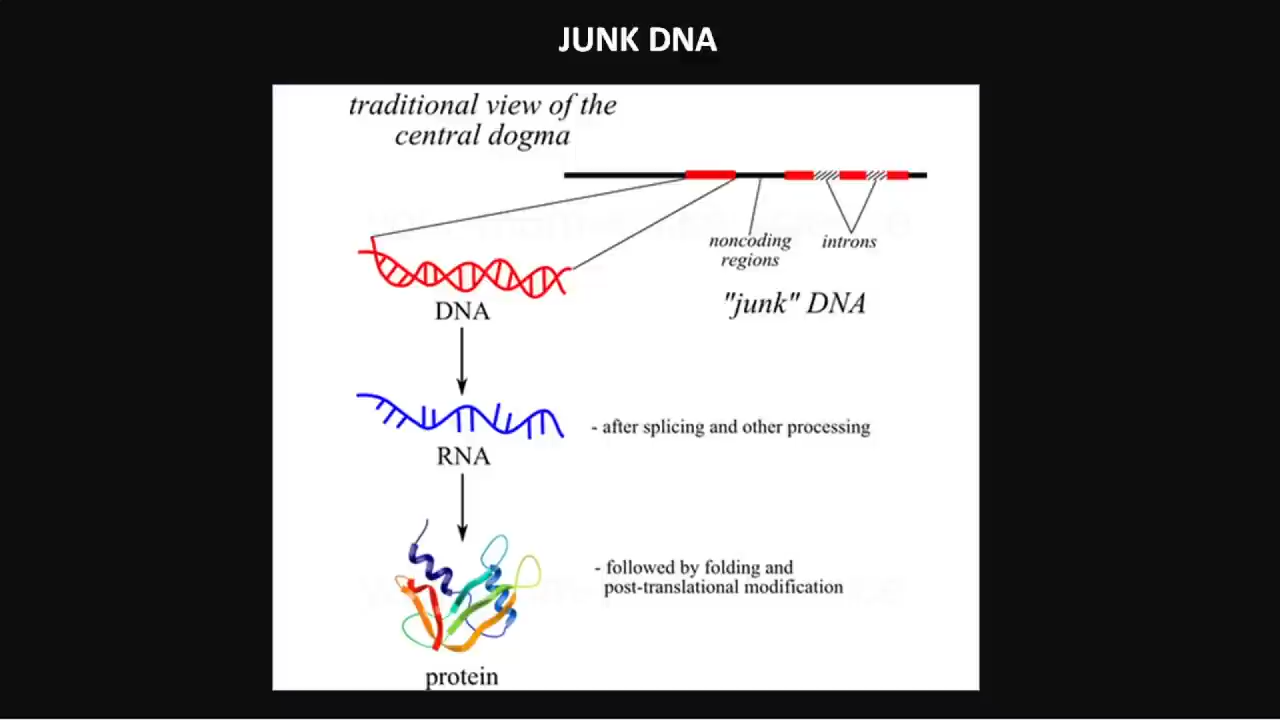 JUNK DNA
traditional view of the
central dogma
noncoding
regions
introns
"junk" DNA
DNA
- after splicing and other processing
RNA
- followed by folding and
post-translational modification
protein